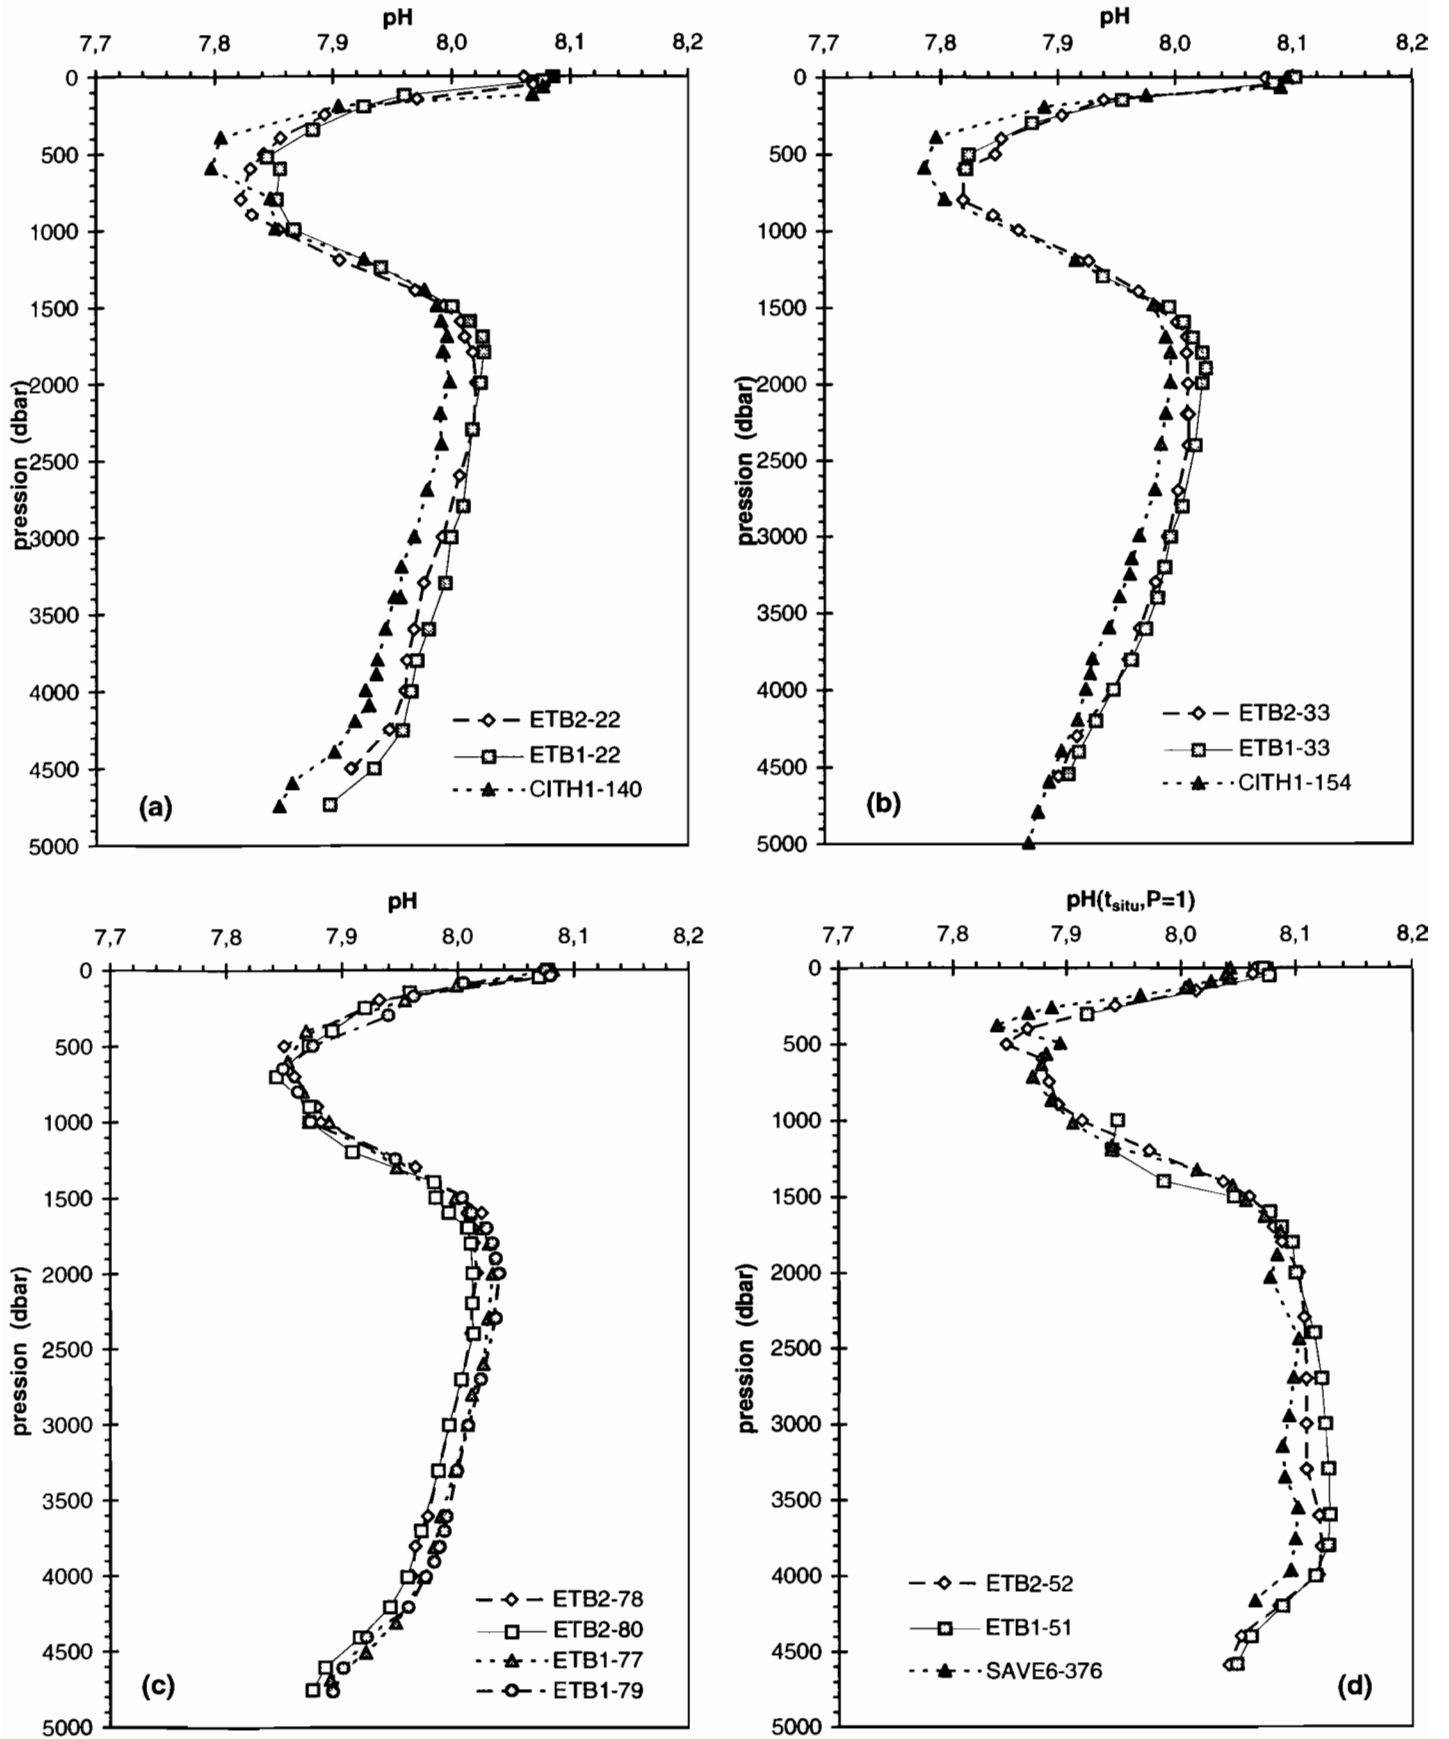 pH
7,7 7,8 7,9 8,0 8,1 8,2
0
500
1000
1500
2000
2500
3000
3500
4000
4500
5000
pression (dbar)
ETB2-22
ETB1-22
CITH1-140
(a)
pH
7,7 7,8 7,9 8,0 8,1 8,2
0
500
1000
1500
2000
2500
3000
3500
4000
4500
5000
pression (dbar)
ETB2-33
ETB1-33
CITH1-154
(b)
pH
7,7 7,8 7,9 8,0 8,1 8,2
0
500
1000
1500
2000
2500
3000
3500
4000
4500
5000
pression (dbar)
ETB2-78
ETB2-80
ETB1-77
ETB1-79
(c)
pH(tsitu,P=1)
7,7 7,8 7,9 8,0 8,1 8,2
0
500
1000
1500
2000
2500
3000
3500
4000
4500
5000
pression (dbar)
ETB2-52
ETB1-51
SAVE6-376
(d)